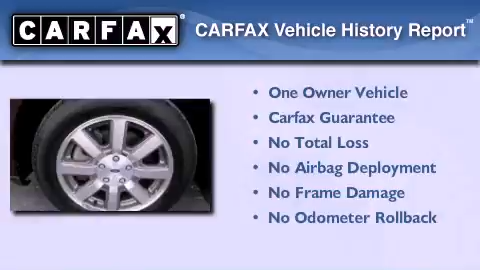 CARFAX® CARFAX Vehicle History Report™
• One Owner Vehicle
• Carfax Guarantee
• No Total Loss
• No Airbag Deployment
• No Frame Damage
• No Odometer Rollback